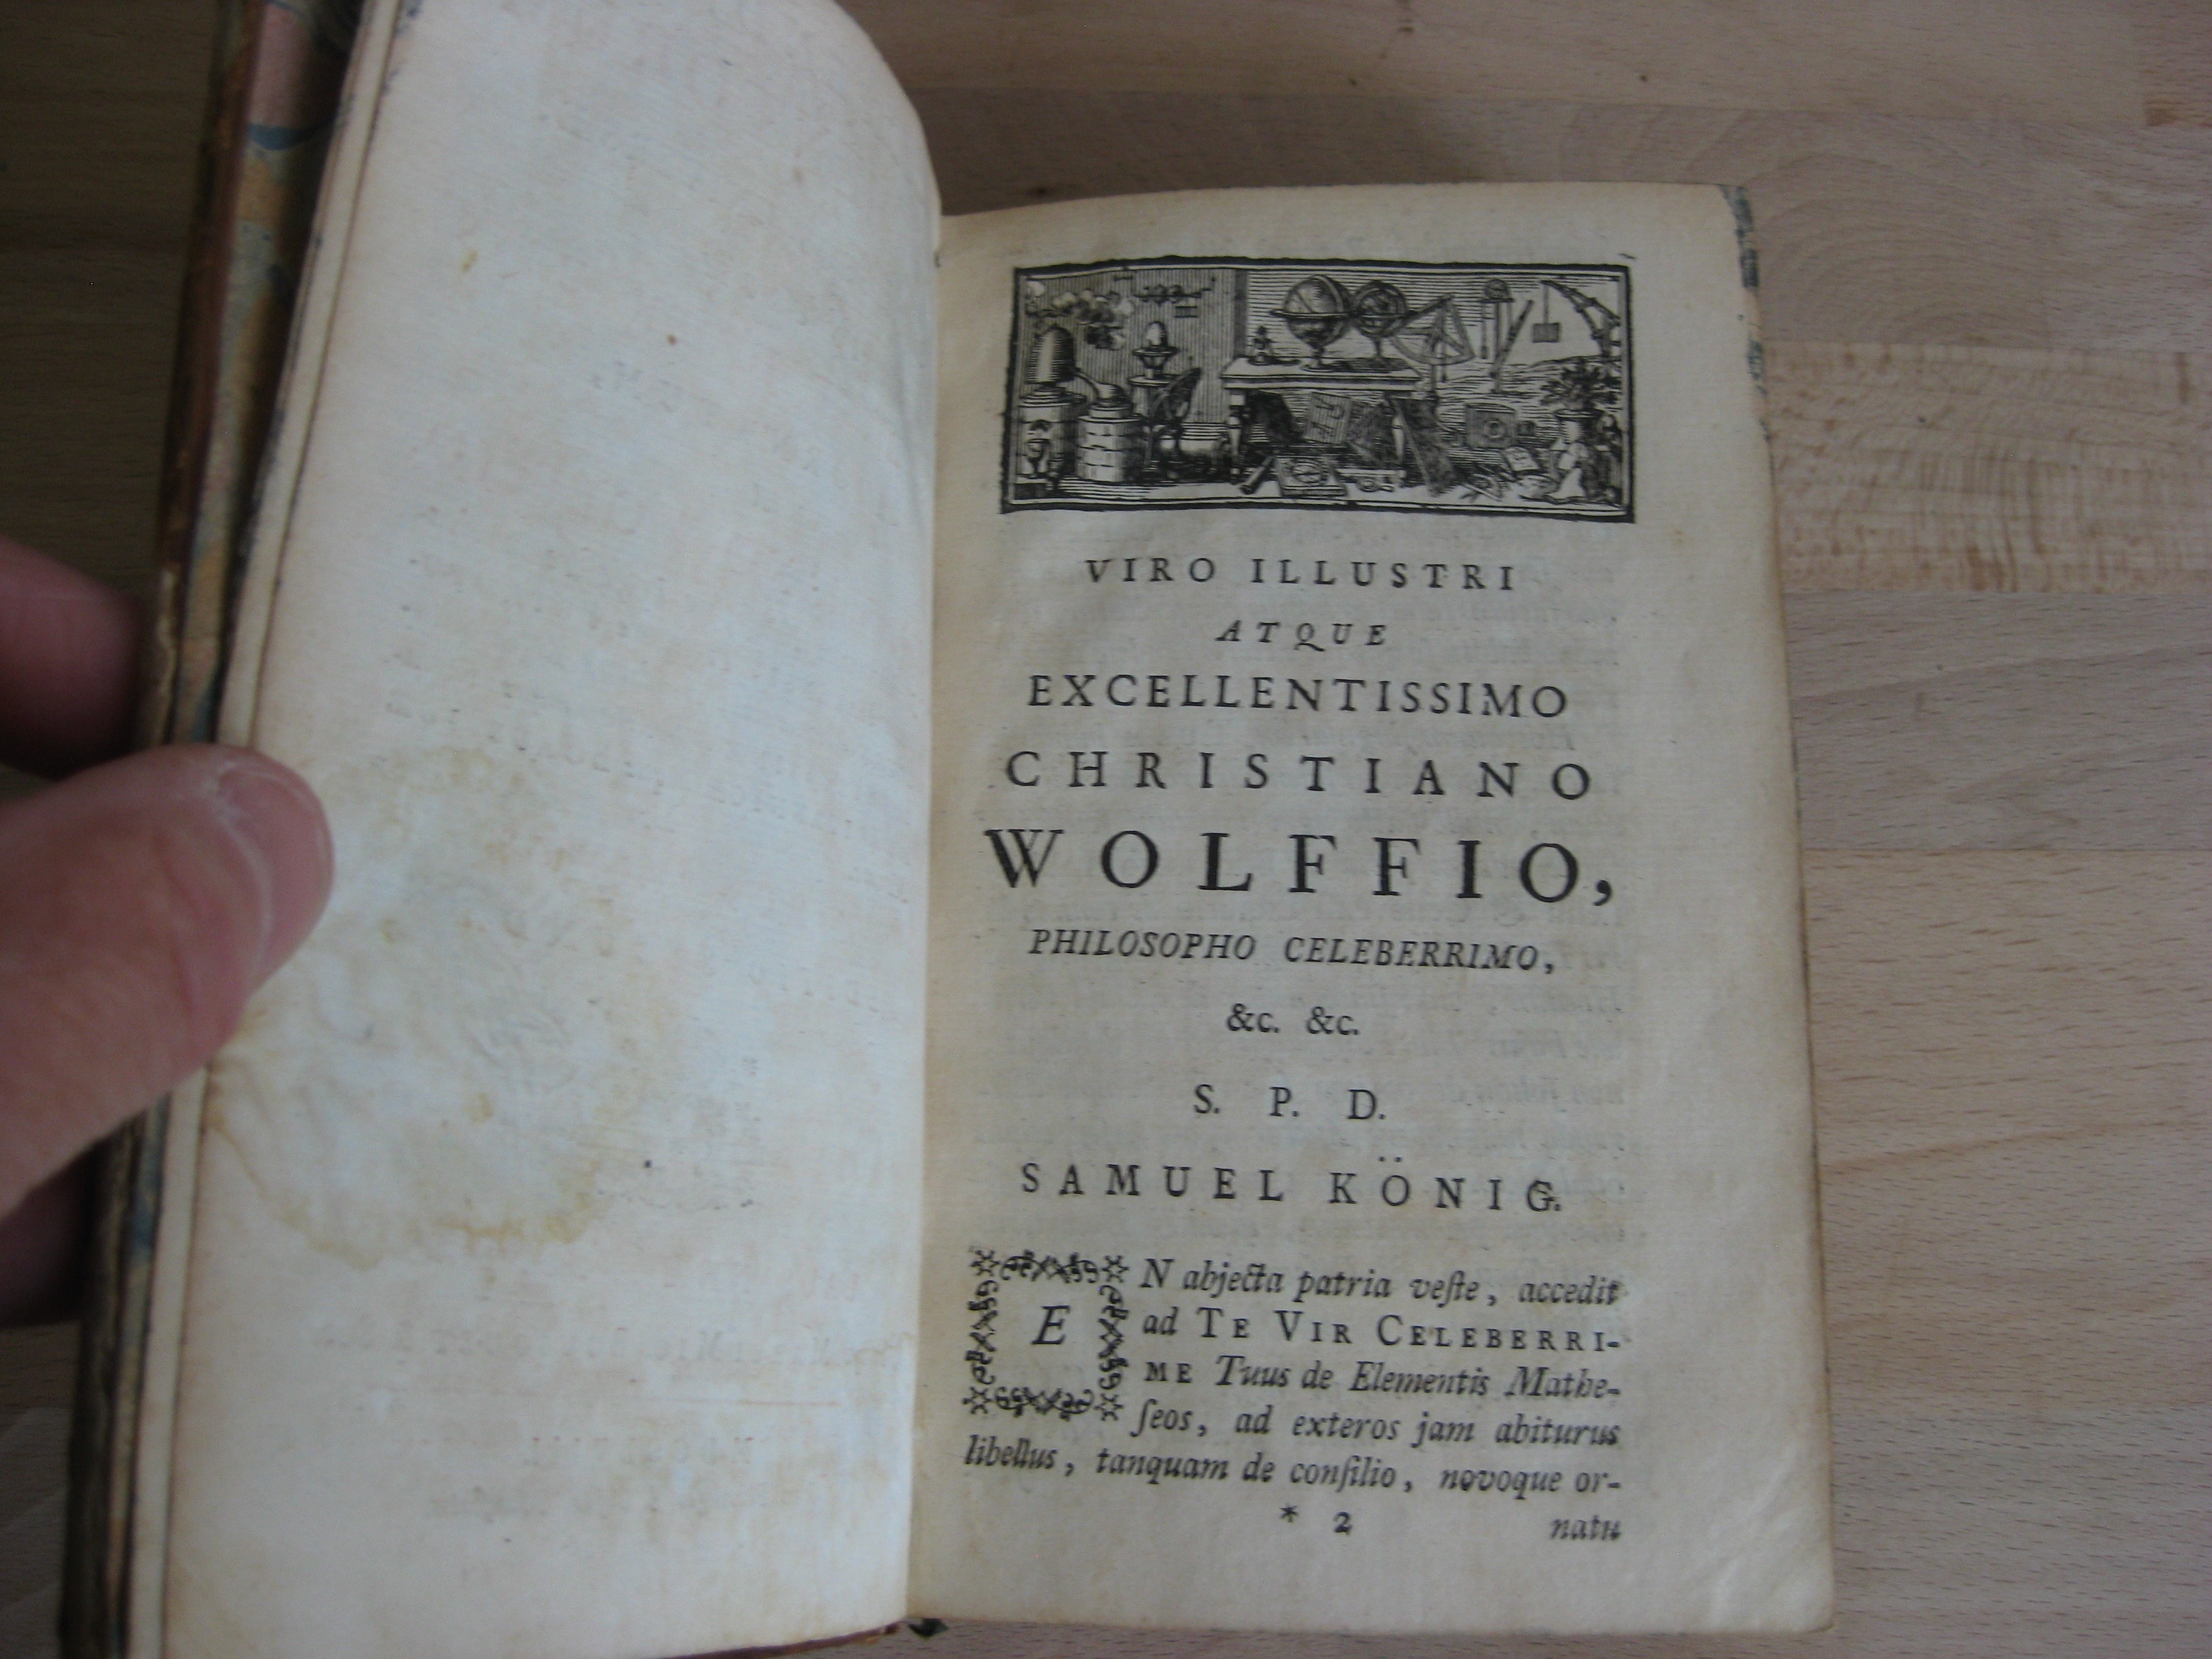 VIRO ILLUSTRI
ATQUE
EXCELLENTISSIMO
CHRISTIANO
WOLFFIO,
PHILOSOPHO CELEBERRIMO,
&c. &c.
S. P. D.
SAMUEL KÖNIG.
EN abjecta patria veſte, accedit
ad TE VIR CELEBERRI-
ME Tuus de Elementis Mathe-
ſeos, ad exteros jam abiturus
libellus, tanquam de conſilio, novoque or-
* 2 natu